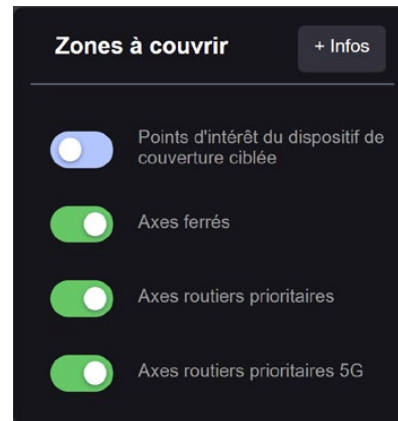 Zones à couvrir
+ Infos
Points d'intérêt du dispositif de
couverture ciblée
Axes ferrés
Axes routiers prioritaires
Axes routiers prioritaires 5G